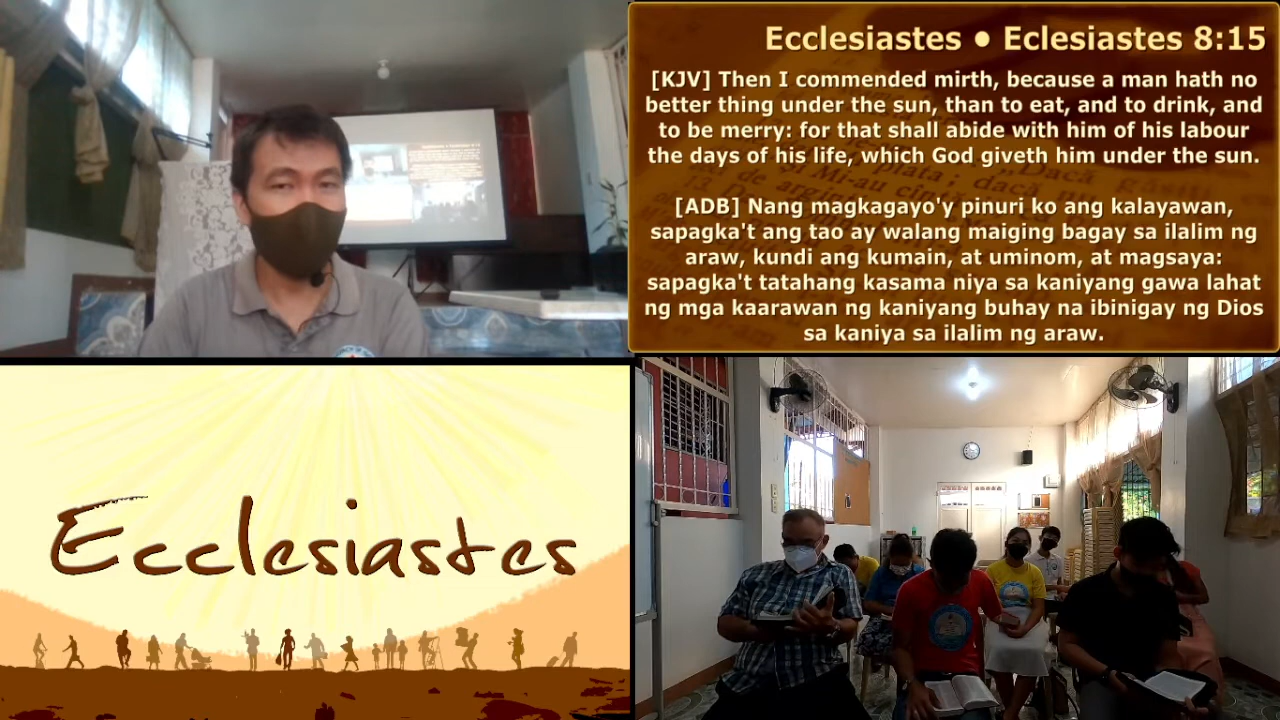 Ecclesiastes • Eclesiastes 8:15
[KJV] Then I commended mirth, because a man hath no
better thing under the sun, than to eat, and to drink, and
to be merry: for that shall abide with him of his labour
the days of his life, which God giveth him under the sun.
[ADB] Nang magkagayo'y pinuri ko ang kalayawan,
sapagka't ang tao ay walang maiging bagay sa ilalim ng
araw, kundi ang kumain, at uminom, at magsaya:
sapagka't tatahang kasama niya sa kaniyang gawa lahat
ng mga kaarawan ng kaniyang buhay na ibinigay ng Dios
sa kaniya sa ilalim ng araw.
Ecclesiastes